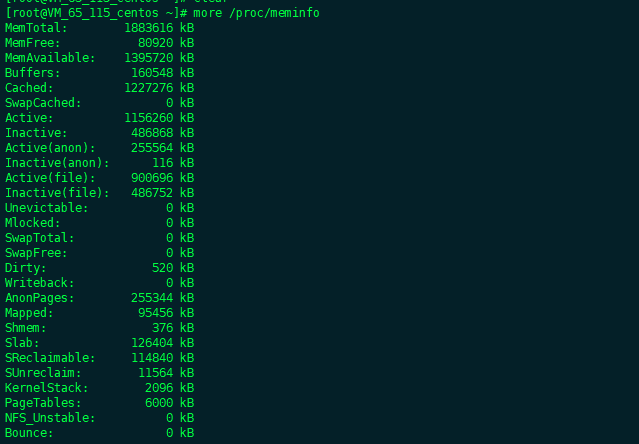 [root@VM_65_115_centos ~]# clear
[root@VM_65_115_centos ~]# more /proc/meminfo
MemTotal:        1883616 kB
MemFree:           80920 kB
MemAvailable:    1395720 kB
Buffers:          160548 kB
Cached:          1227276 kB
SwapCached:            0 kB
Active:          1156260 kB
Inactive:         486868 kB
Active(anon):     255564 kB
Inactive(anon):      116 kB
Active(file):     900696 kB
Inactive(file):   486752 kB
Unevictable:           0 kB
Mlocked:               0 kB
SwapTotal:             0 kB
SwapFree:              0 kB
Dirty:               520 kB
Writeback:             0 kB
AnonPages:        255344 kB
Mapped:            95456 kB
Shmem:               376 kB
Slab:             126404 kB
SReclaimable:     114840 kB
SUnreclaim:        11564 kB
KernelStack:        2096 kB
PageTables:         6000 kB
NFS_Unstable:          0 kB
Bounce:                0 kB